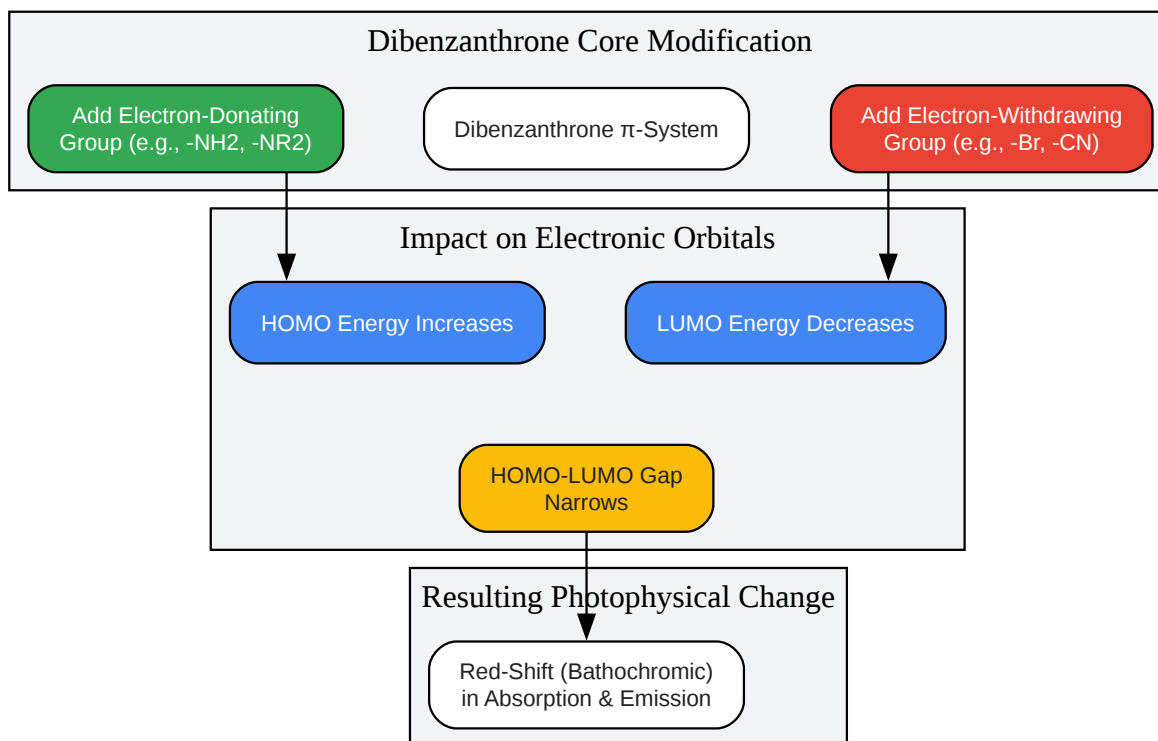 Dibenzanthrone Core Modification
Add Electron-Donating
Group (e.g., -NH2, -NR2)
Dibenzanthrone π-System
Add Electron-Withdrawing
Group (e.g., -Br, -CN)
Impact on Electronic Orbitals
HOMO Energy Increases
LUMO Energy Decreases
HOMO-LUMO Gap
Narrows
Resulting Photophysical Change
Red-Shift (Bathochromic)
in Absorption & Emission